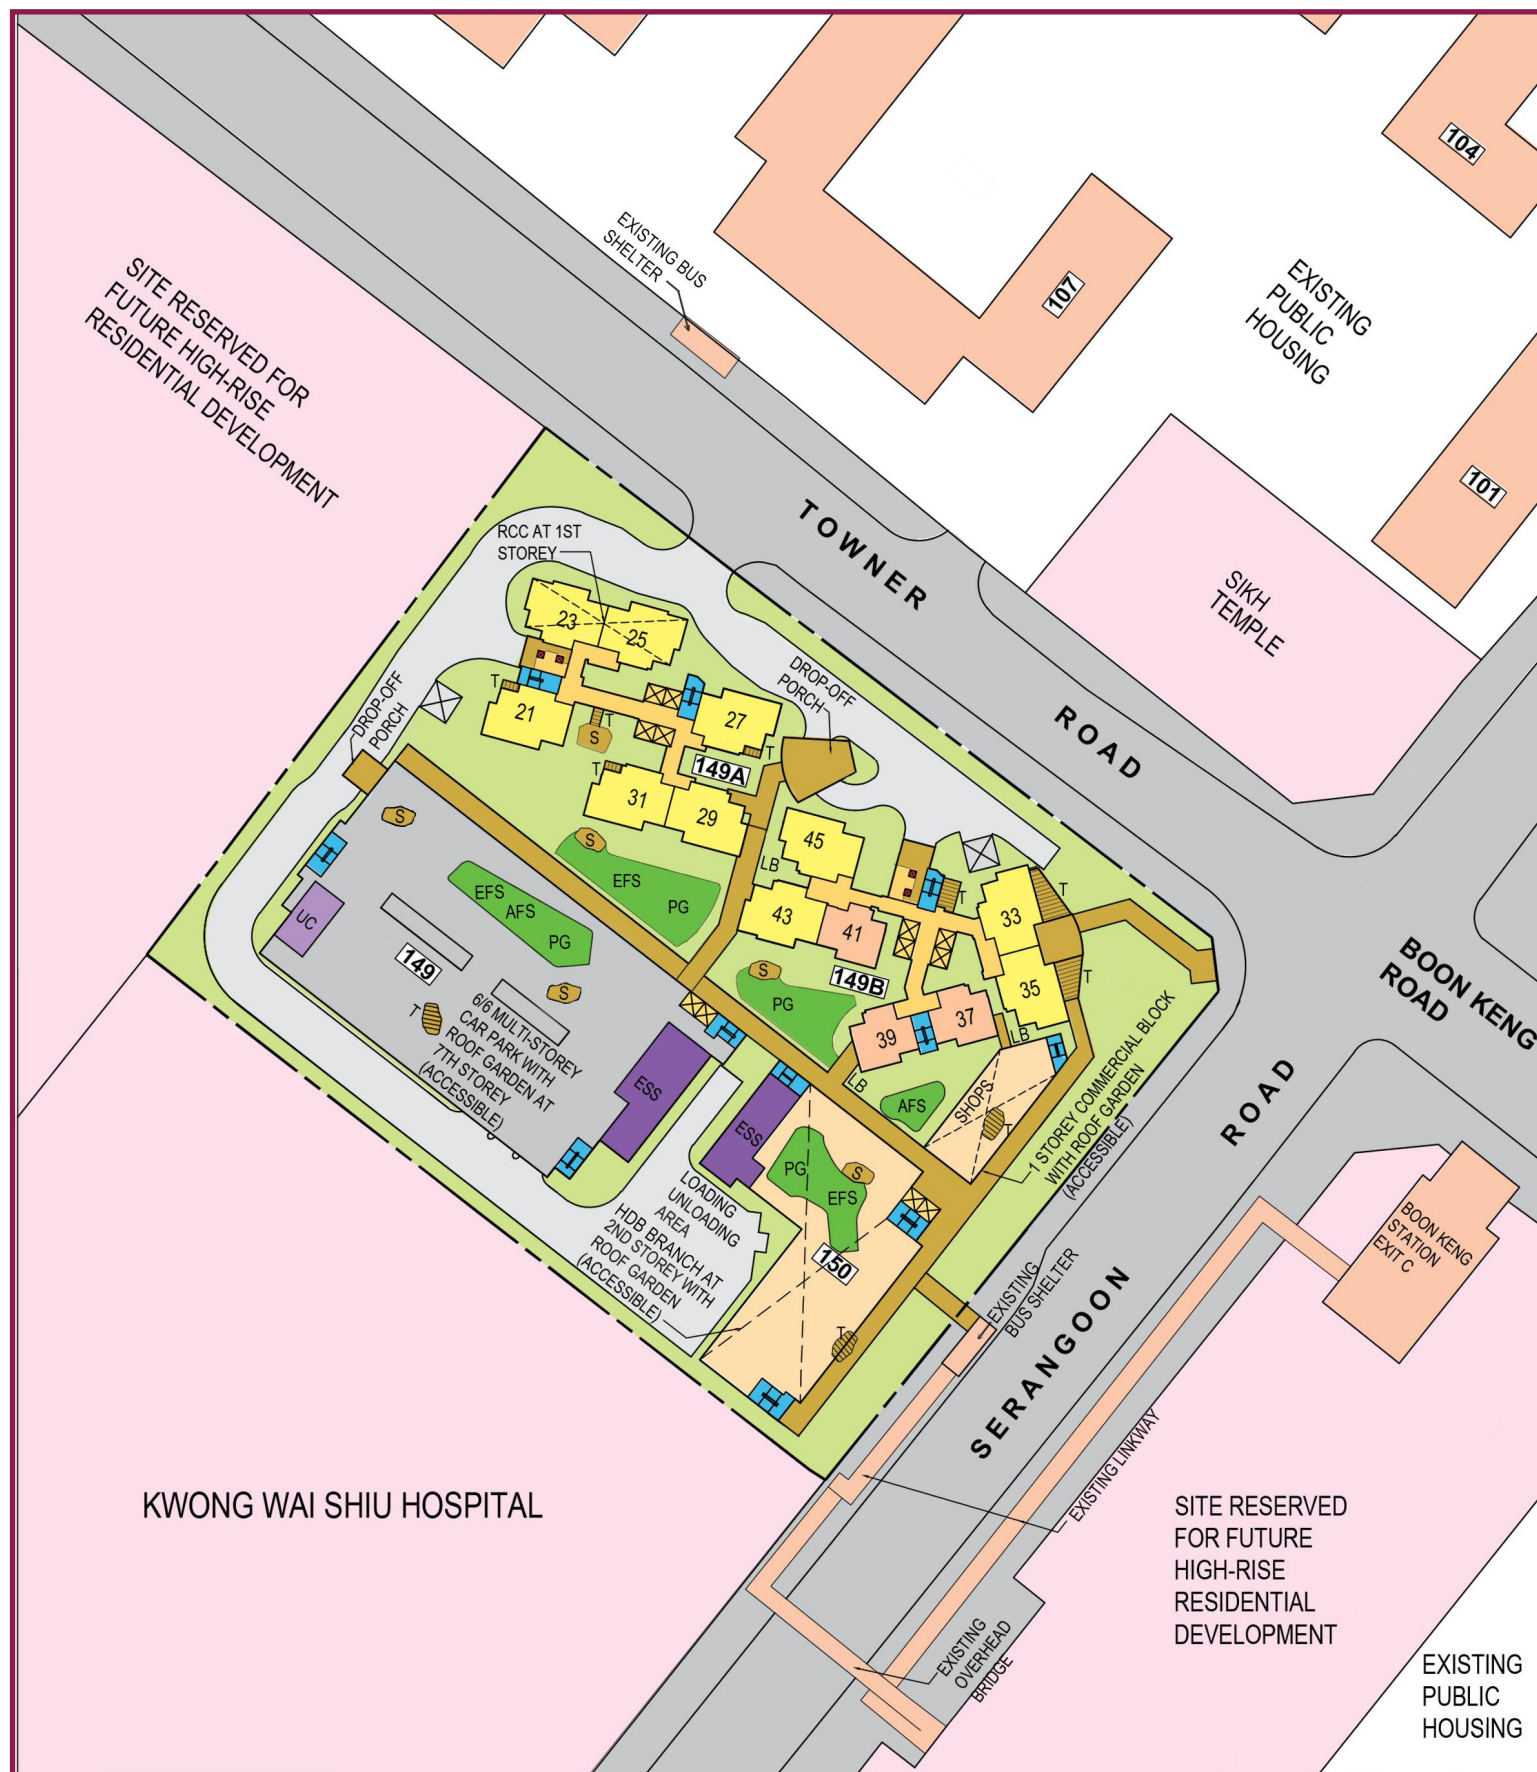 104
EXISTING BUS
SHELTER
107
EXISTING
PUBLIC
HOUSING
SITE RESERVED FOR
FUTURE HIGH-RISE
RESIDENTIAL DEVELOPMENT
101
TOWNER
ROAD
SIKH
TEMPLE
RCC AT 1ST
STOREY
23
25
DROP-OFF
PORCH
DROP-OFF
PORCH
T
21
27
T
S
T
149A
T
31
29
S
45
S
LB
EFS
PG
EFS
AFS
PG
UC
43
41
T
33
T
149
149B
S
PG
35
T
S
T
6/6 MULTI-STOREY
CAR PARK WITH
ROOF GARDEN AT
7TH STOREY
(ACCESSIBLE)
39
37
LB
LB
BOON KENG
ROAD
ESS
ESS
AFS
SHOPS
T
1 STOREY COMMERCIAL BLOCK
WITH ROOF GARDEN
(ACCESSIBLE)
PG
S
EFS
LOADING
UNLOADING
AREA
HDB BRANCH AT
2ND STOREY WITH
ROOF GARDEN
(ACCESSIBLE)
150
T
EXISTING
BUS SHELTER
SERANGOON
ROAD
BOON KENG
STATION
EXIT C
EXISTING LINKWAY
KWONG WAI SHIU HOSPITAL
SITE RESERVED
FOR FUTURE
HIGH-RISE
RESIDENTIAL
DEVELOPMENT
EXISTING
OVERHEAD
BRIDGE
EXISTING
PUBLIC
HOUSING